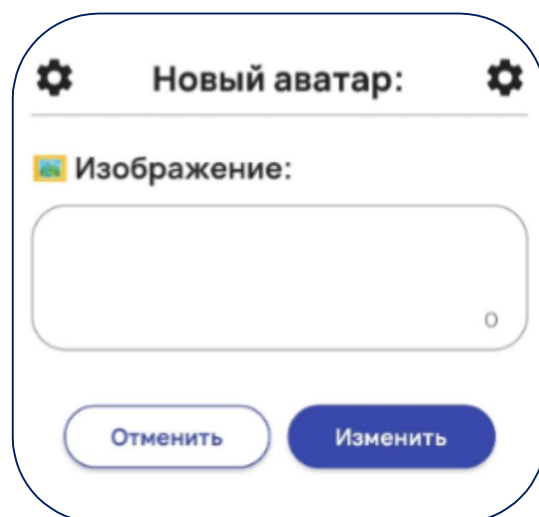 Новый аватар:
Изображение:
0
Отменить Изменить